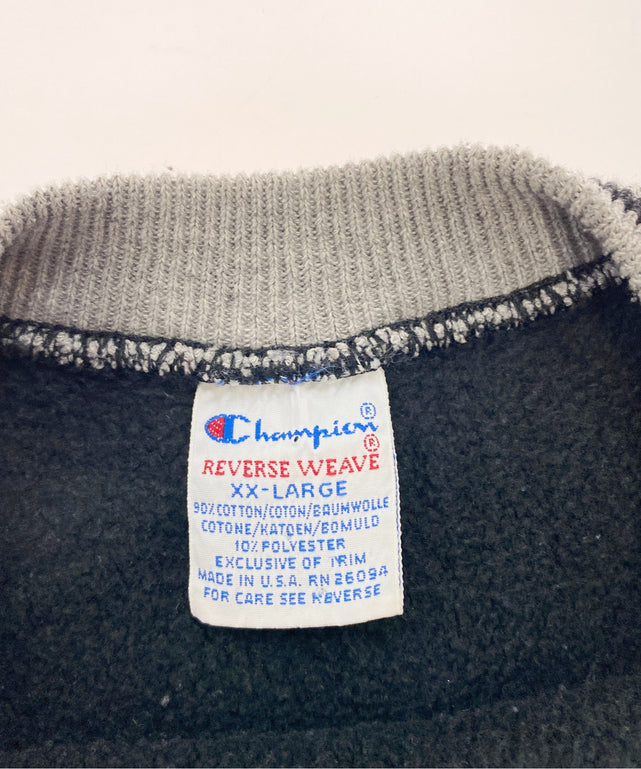 Champion®
REVERSE WEAVE®
XX-LARGE
90% COTTON/COTON/BAUMWOLLE
COTONE/KATOEN/BOMULD
10% POLYESTER
EXCLUSIVE OF TRIM
MADE IN U.S.A. RN 26094
FOR CARE SEE REVERSE